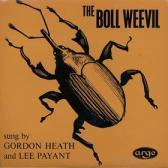 THE
BOLL WEEVIL
sung by
GORDON HEATH
and LEE PAYANT
argo